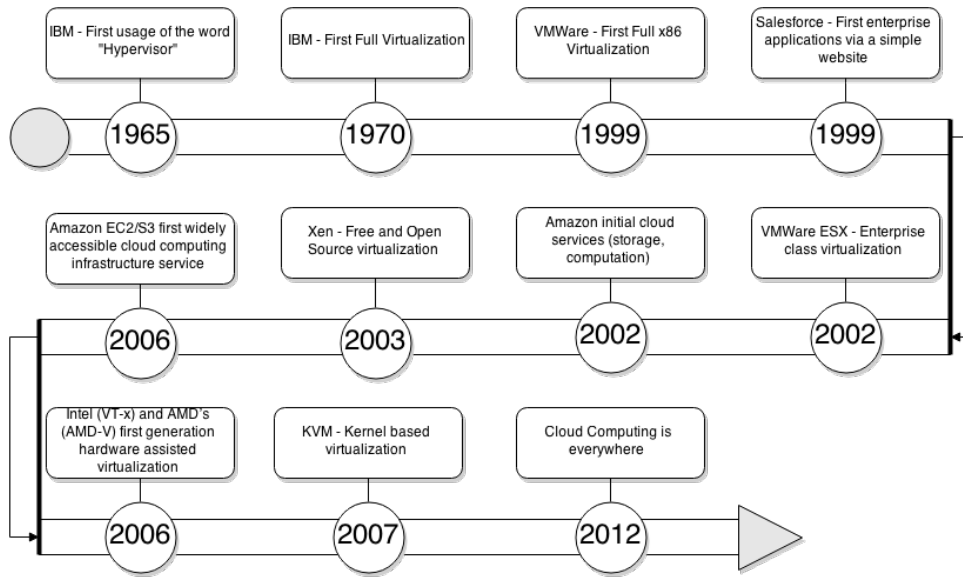 IBM - First usage of the word
"Hypervisor"
1965
IBM - First Full Virtualization
1970
VMWare - First Full x86
Virtualization
1999
Salesforce - First enterprise
applications via a simple
website
1999
VMWare ESX - Enterprise
class virtualization
2002
Amazon initial cloud
services (storage,
computation)
2002
Xen - Free and Open
Source virtualization
2003
Amazon EC2/S3 first widely
accessible cloud computing
infrastructure service
2006
Intel (VT-x) and AMD's
(AMD-V) first generation
hardware assisted
virtualization
2006
KVM - Kernel based
virtualization
2007
Cloud Computing is
everywhere
2012